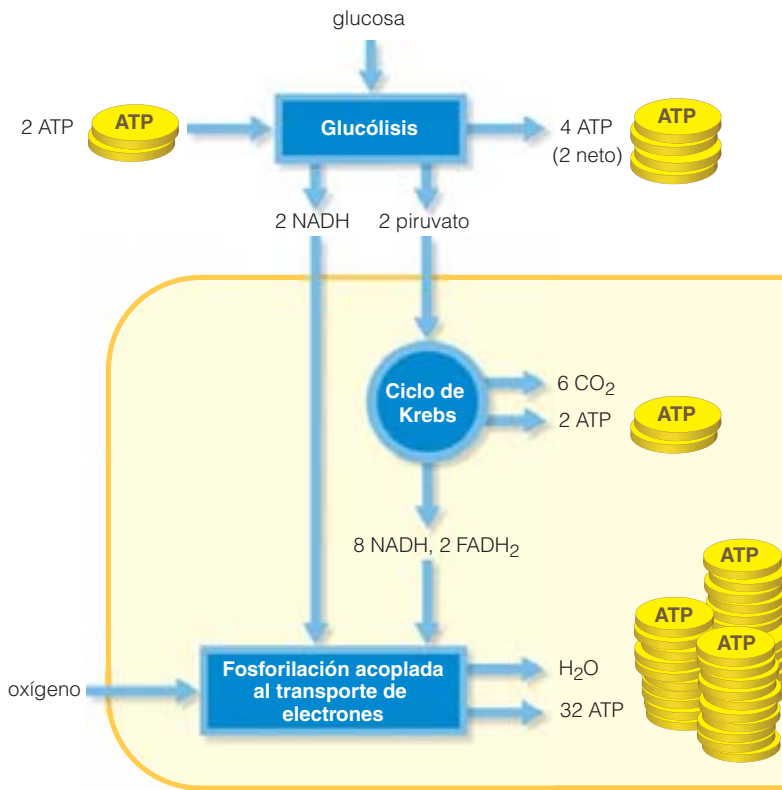 glucosa
2 ATP
ATP
Glucólisis
4 ATP
(2 neto)
ATP
2 NADH
2 piruvato
Ciclo de
Krebs
6 CO₂
2 ATP
ATP
8 NADH, 2 FADH₂
ATP
ATP
ATP
oxígeno
Fosforilación acoplada
al transporte de
electrones
H₂O
32 ATP